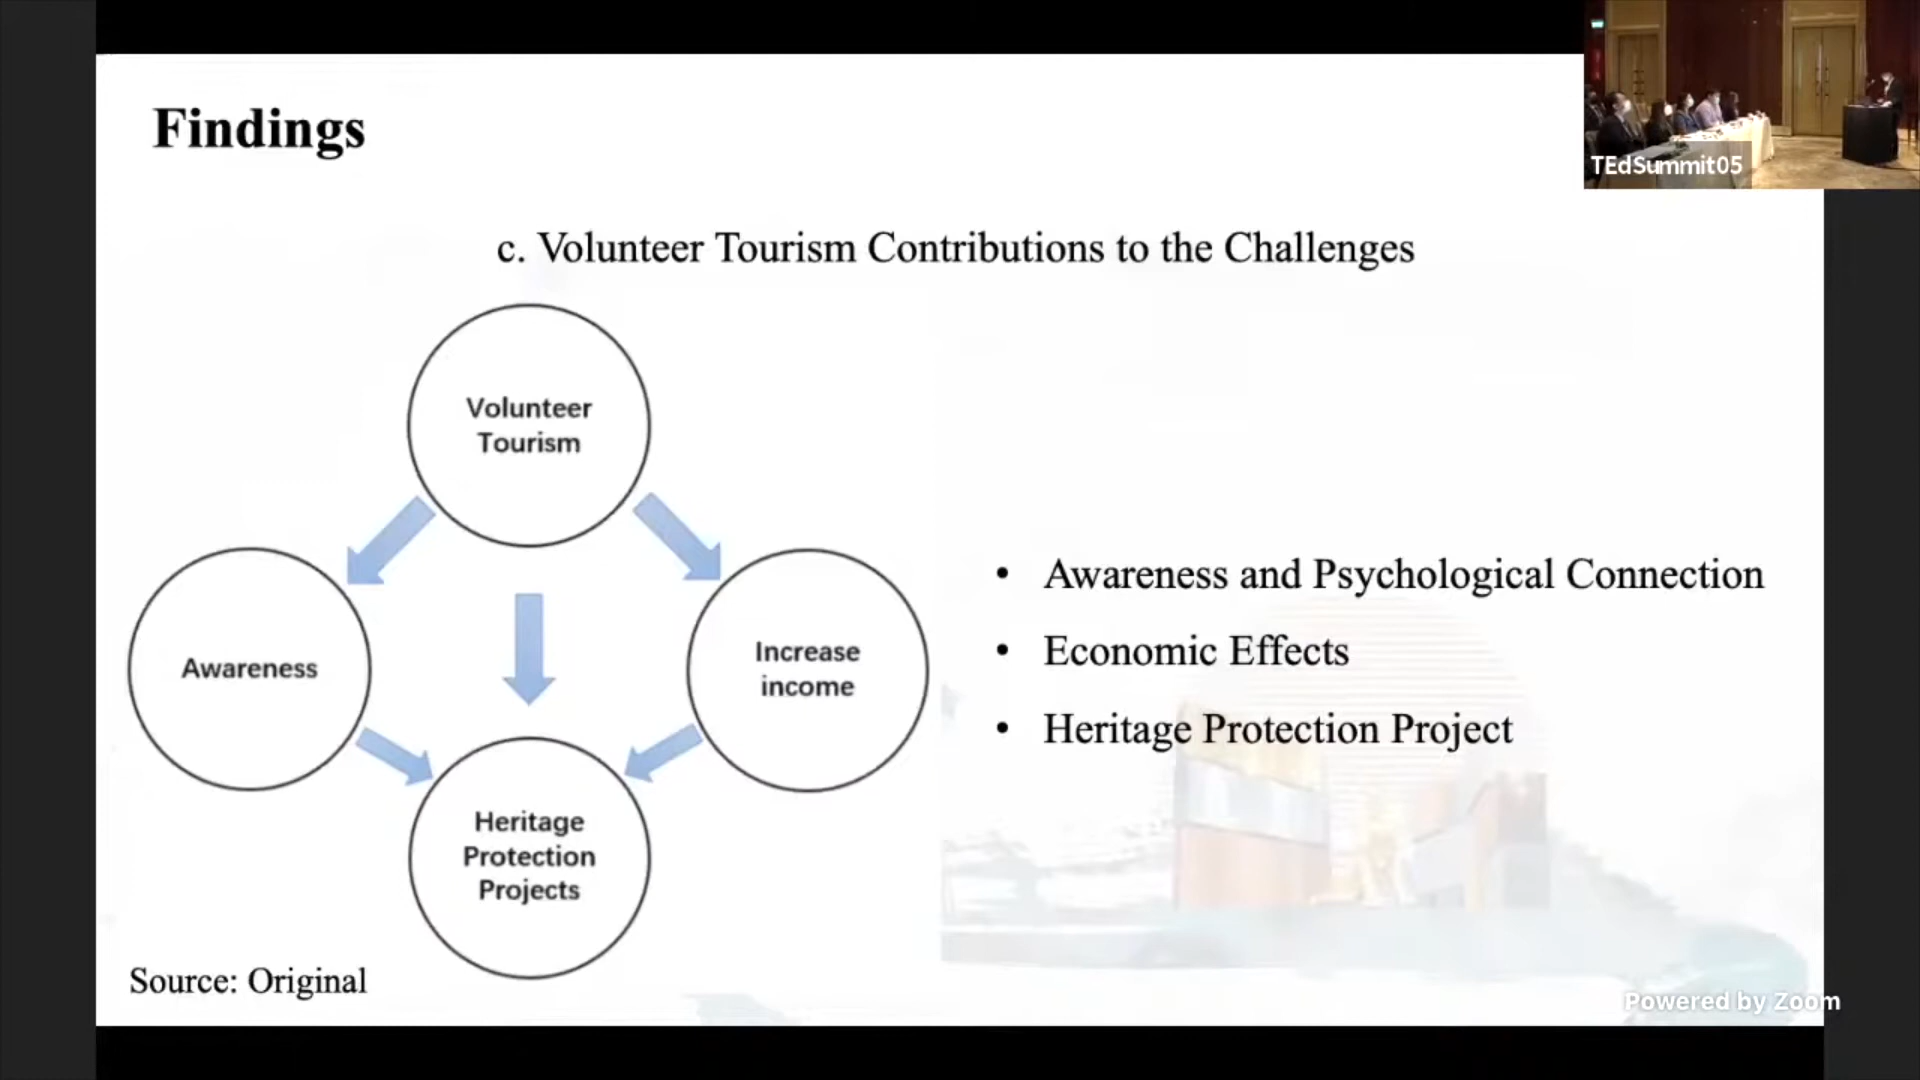 Findings
TEdSummit05
c. Volunteer Tourism Contributions to the Challenges
Volunteer
Tourism
Awareness
Increase
income
Heritage
Protection
Projects
• Awareness and Psychological Connection
• Economic Effects
• Heritage Protection Project
Source: Original
Powered by Zoom